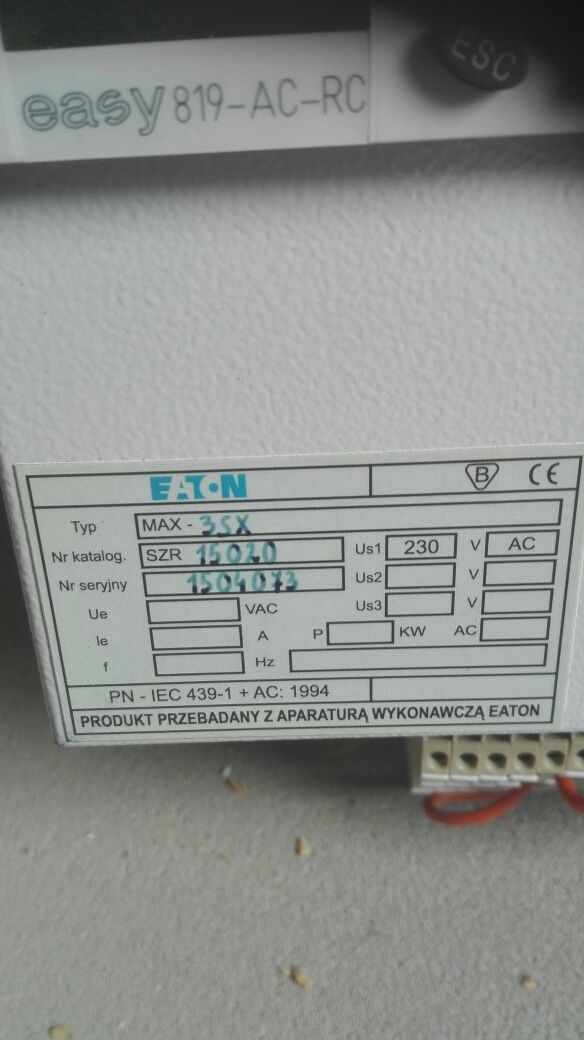 ESC
easy 819-AC-RC
EATON B CE
Typ MAX - 3SX
Nr katalog. SZR 15020 Us1 230 V AC
Nr seryjny 1504073 Us2 V
Ue VAC Us3 V
Ie A P KW AC
f Hz
PN - IEC 439-1 + AC: 1994
PRODUKT PRZEBADANY Z APARATURĄ WYKONAWCZĄ EATON